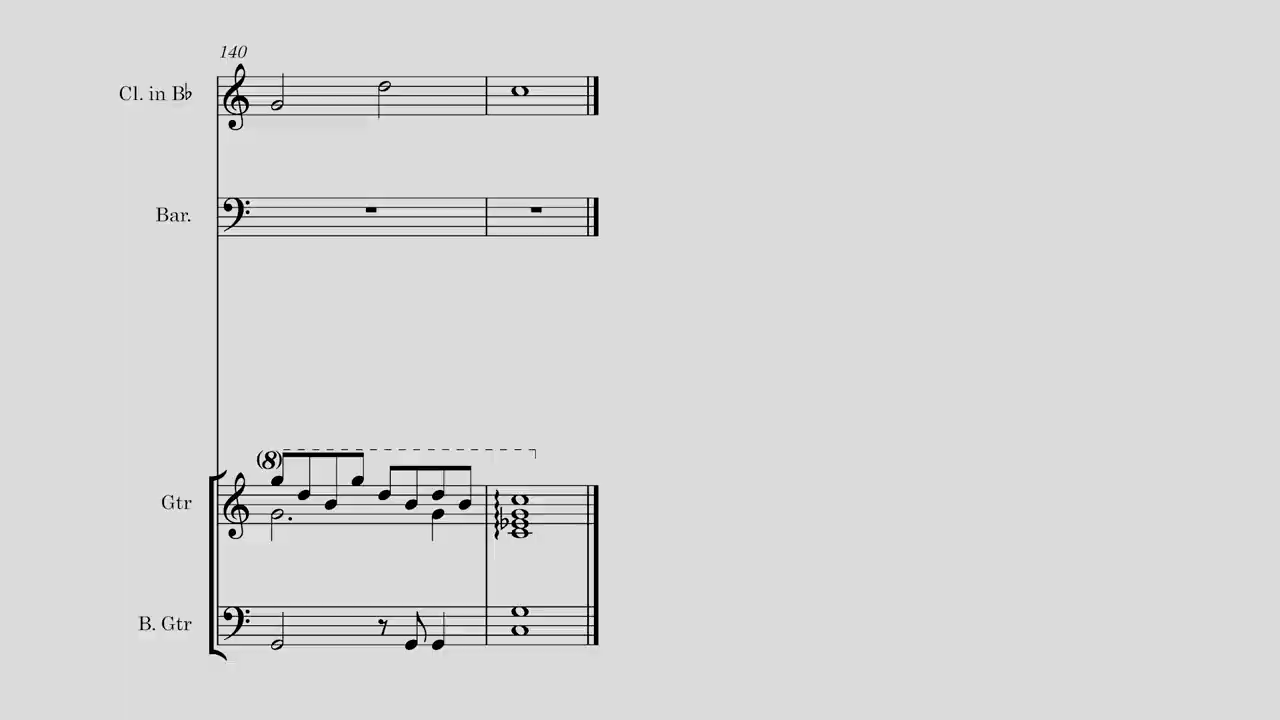 140
Cl. in B♭
Bar.
(8)
Gtr
B. Gtr